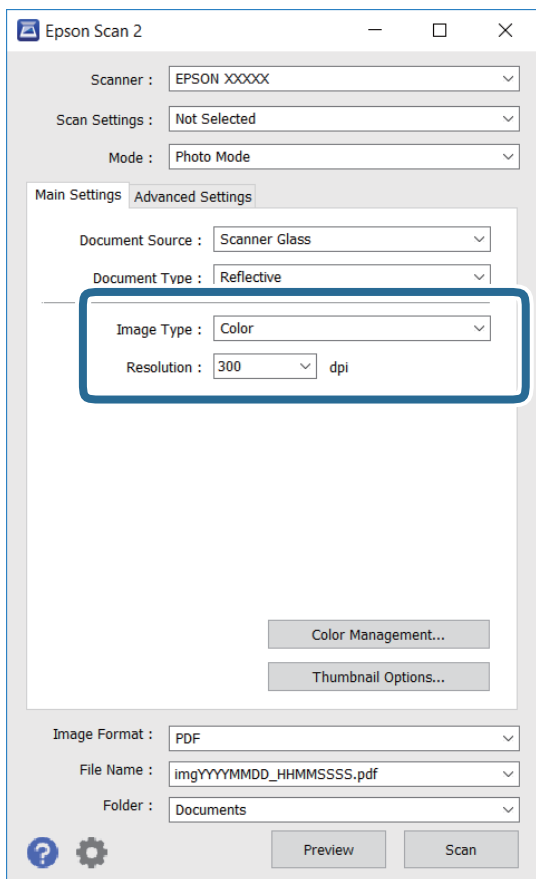 Epson Scan 2
Scanner : EPSON XXXXX
Scan Settings : Not Selected
Mode : Photo Mode
Main Settings Advanced Settings
Document Source : Scanner Glass
Document Type : Reflective
Image Type : Color
Resolution : 300 dpi
Color Management...
Thumbnail Options...
Image Format : PDF
File Name : imgYYYYMMDD_HHMMSSSS.pdf
Folder : Documents
? Preview Scan